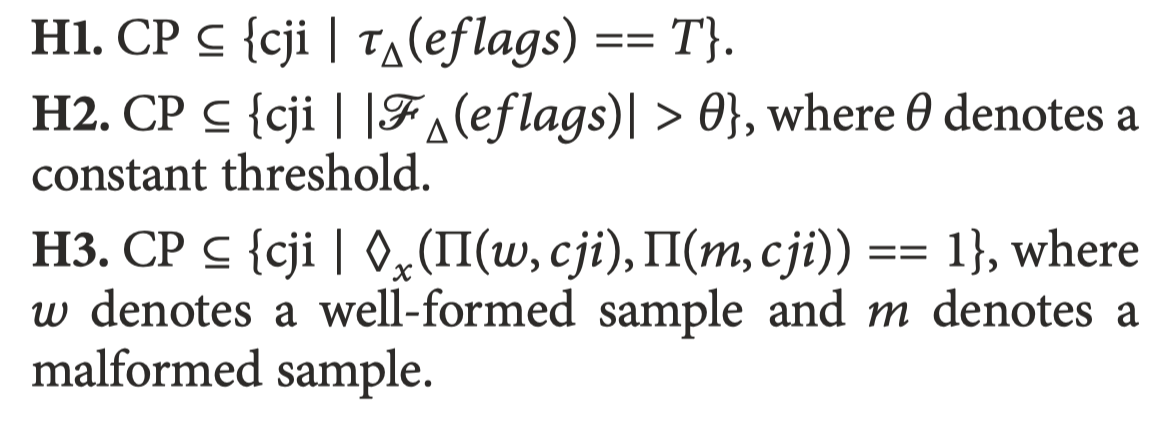 H1. CP ⊆ {cji | τ_Δ(eflags) == T}.
H2. CP ⊆ {cji | |ℱ_Δ(eflags)| > θ}, where θ denotes a
constant threshold.
H3. CP ⊆ {cji | ◊_x(Π(w, cji), Π(m, cji)) == 1}, where
w denotes a well-formed sample and m denotes a
malformed sample.